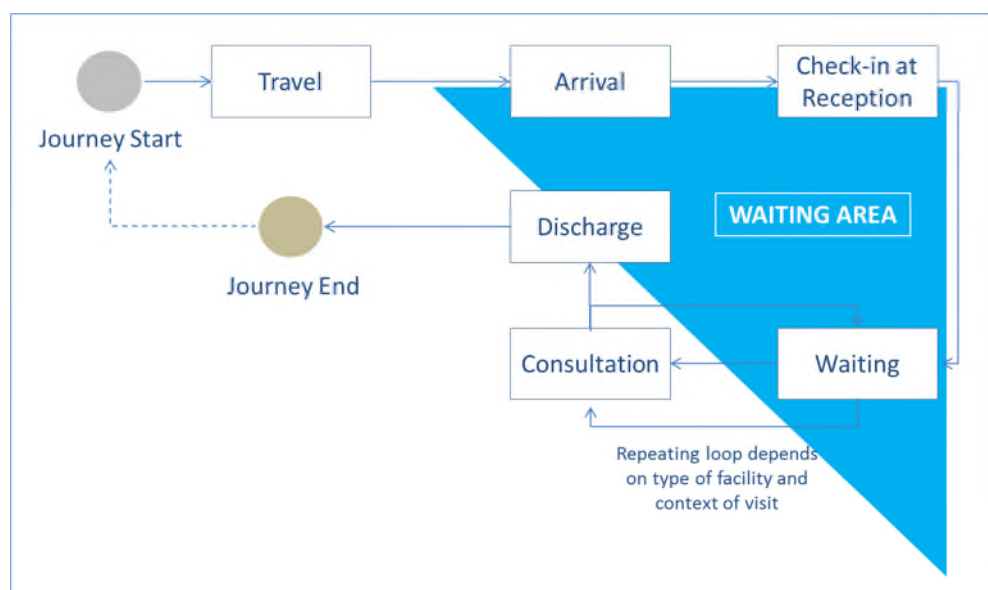 Travel
Arrival
Check-in at
Reception
Journey Start
WAITING AREA
Discharge
Journey End
Consultation
Waiting
Repeating loop depends
on type of facility and
context of visit